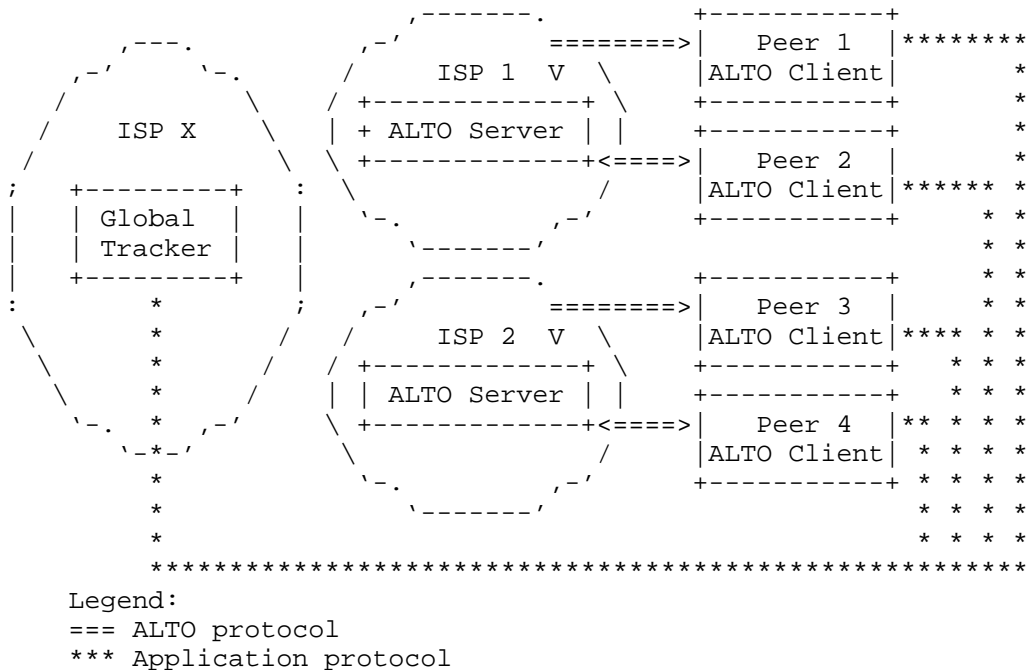 Peer 1
ISP 1 V
ALTO Client
ISP X
+ ALTO Server
Peer 2
ALTO Client
Global
Tracker
Peer 3
ISP 2 V
ALTO Client
ALTO Server
Peer 4
ALTO Client
Legend:
=== ALTO protocol
*** Application protocol